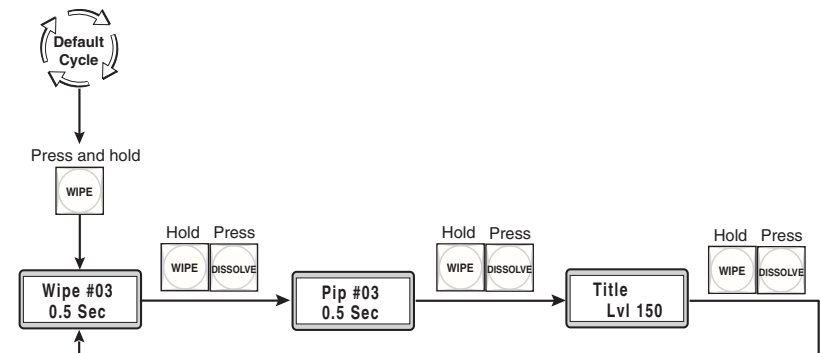 Default
Cycle
Press and hold
WIPE
Hold Press
WIPE DISSOLVE
Hold Press
WIPE DISSOLVE
Hold Press
WIPE DISSOLVE
Wipe #03
0.5 Sec
Pip #03
0.5 Sec
Title
Lvl 150